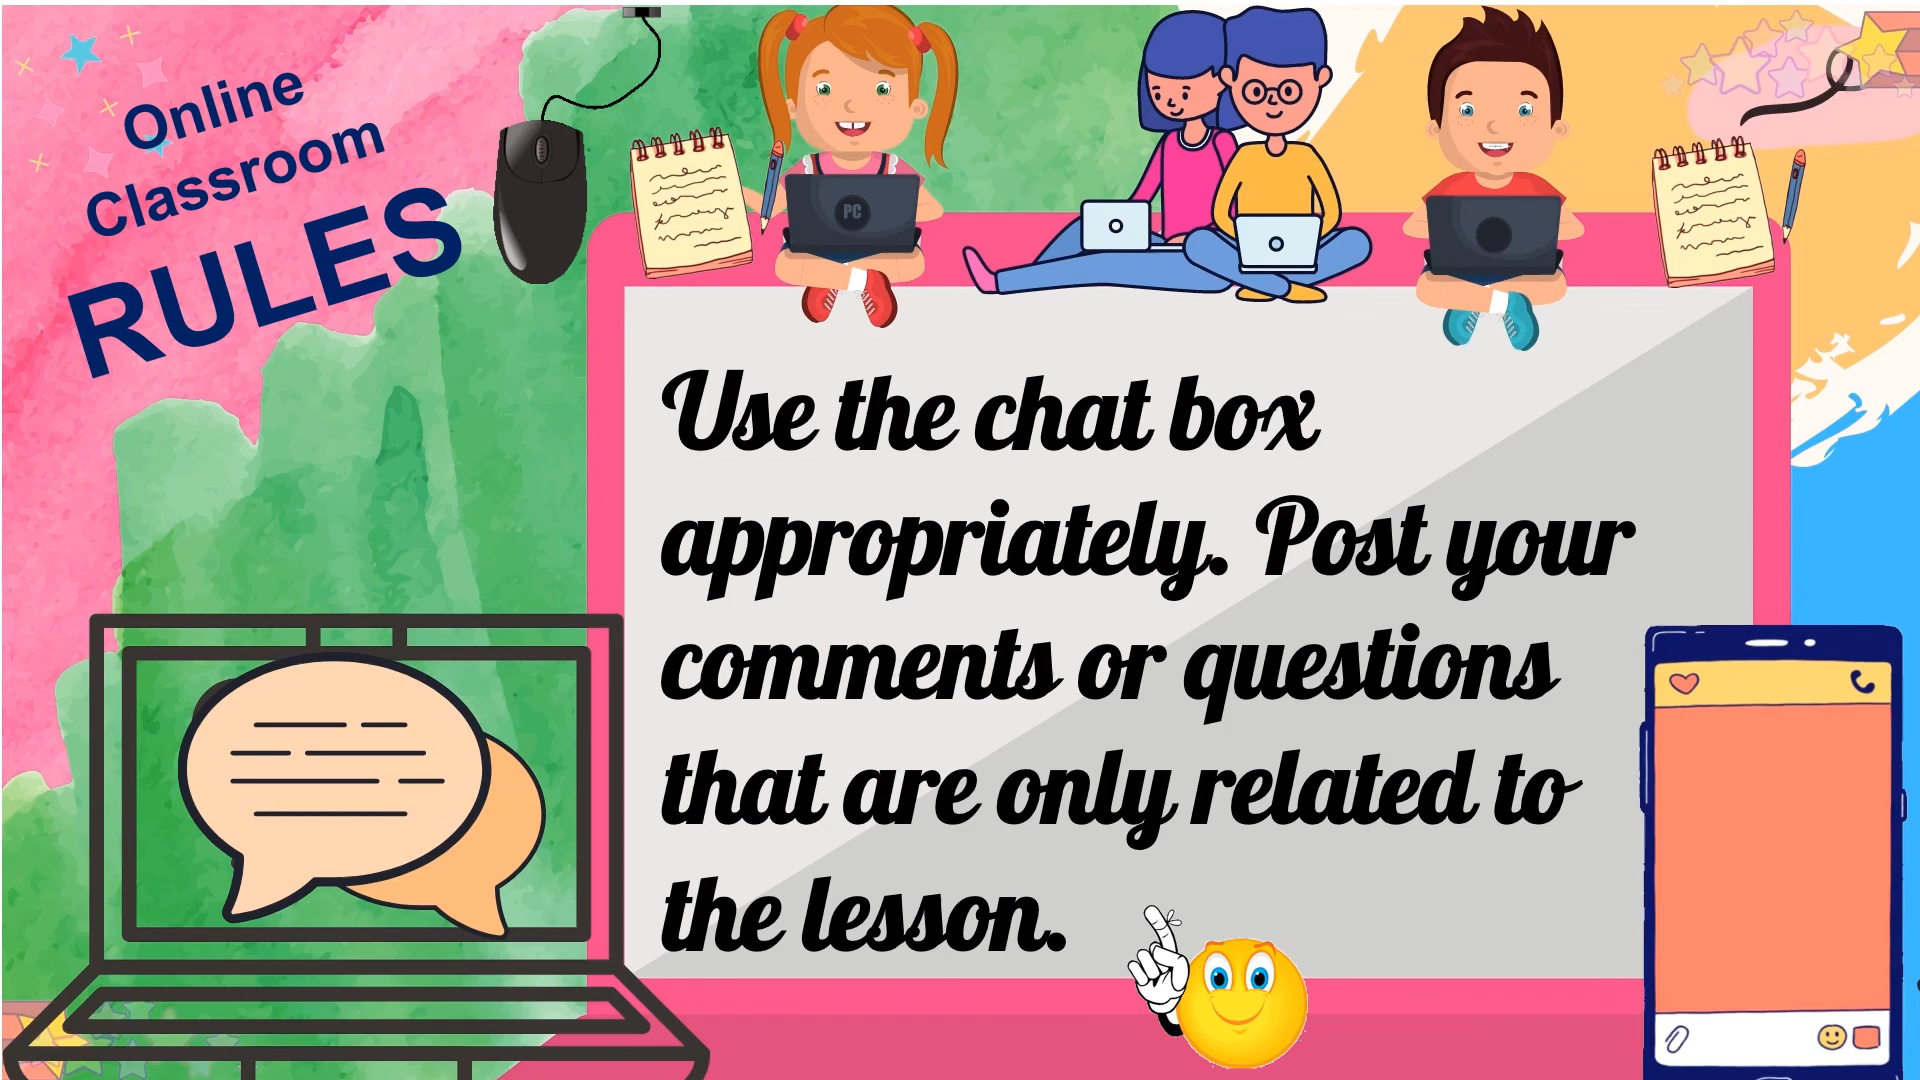 Online
Classroom
RULES
PC
Use the chat box
appropriately. Post your
comments or questions
that are only related to
the lesson.